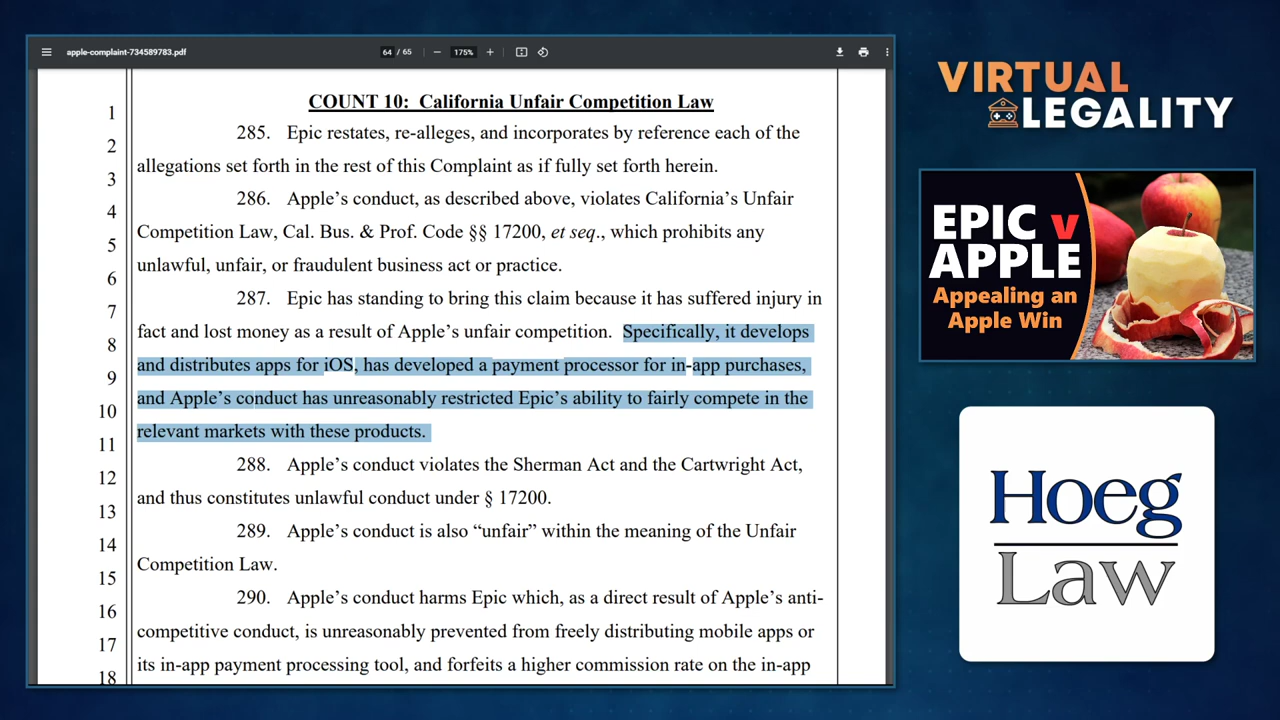 apple-complaint-734589783.pdf
64 / 65
175%
COUNT 10: California Unfair Competition Law
1
285. Epic restates, re-alleges, and incorporates by reference each of the
2
allegations set forth in the rest of this Complaint as if fully set forth herein.
3
286. Apple’s conduct, as described above, violates California’s Unfair
4
Competition Law, Cal. Bus. & Prof. Code §§ 17200, et seq., which prohibits any
5
unlawful, unfair, or fraudulent business act or practice.
6
287. Epic has standing to bring this claim because it has suffered injury in
7
fact and lost money as a result of Apple’s unfair competition. Specifically, it develops
8
and distributes apps for iOS, has developed a payment processor for in-app purchases,
9
and Apple’s conduct has unreasonably restricted Epic’s ability to fairly compete in the
10
relevant markets with these products.
11
288. Apple’s conduct violates the Sherman Act and the Cartwright Act,
12
and thus constitutes unlawful conduct under § 17200.
13
289. Apple’s conduct is also “unfair” within the meaning of the Unfair
14
Competition Law.
15
290. Apple’s conduct harms Epic which, as a direct result of Apple’s anti-
16
competitive conduct, is unreasonably prevented from freely distributing mobile apps or
17
its in-app payment processing tool, and forfeits a higher commission rate on the in-app
18
VIRTUAL
LEGALITY
EPIC v
APPLE
Appealing an
Apple Win
Hoeg
Law